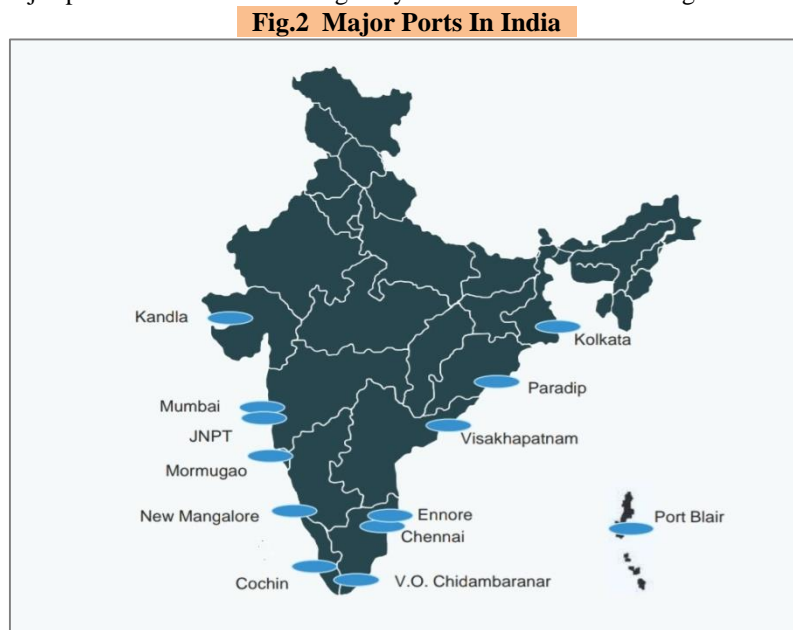 Fig.2 Major Ports In India
Kandla
Kolkata
Paradip
Mumbai
JNPT
Visakhapatnam
Mormugao
New Mangalore
Ennore
Port Blair
Chennai
Cochin
V.O. Chidambaranar